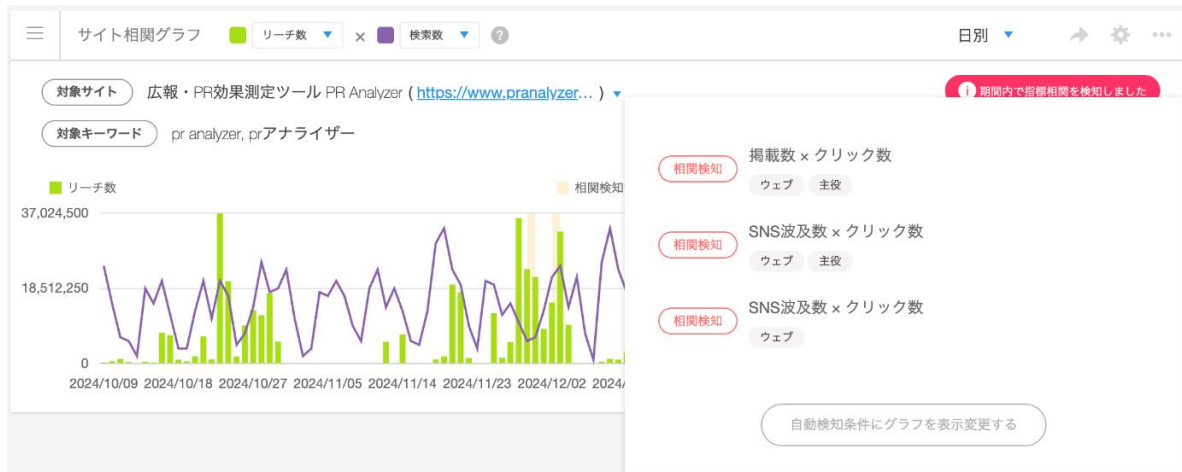 サイト相関グラフ リーチ数 ▼ × 検索数 ▼ ?
日別 ▼
対象サイト 広報・PR効果測定ツール PR Analyzer ( https://www.pranalyzer... ) ▼
i 期間内で指標相関を検知しました
対象キーワード pr analyzer, prアナライザー
リーチ数
相関検知
37,024,500
18,512,250
0
2024/10/09 2024/10/18 2024/10/27 2024/11/05 2024/11/14 2024/11/23 2024/12/02 2024/
相関検知 掲載数 × クリック数
ウェブ 主役
相関検知 SNS波及数 × クリック数
ウェブ 主役
相関検知 SNS波及数 × クリック数
ウェブ
自動検知条件にグラフを表示変更する